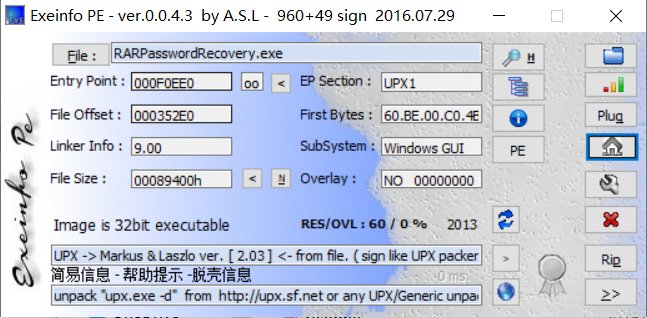 Exeinfo PE - ver.0.0.4.3 by A.S.L - 960+49 sign 2016.07.29
File : RARPasswordRecovery.exe H
Entry Point : 000F0EE0 oo < EP Section : UPX1
File Offset : 000352E0 First Bytes : 60.BE.00.C0.4E Plug
Linker Info : 9.00 SubSystem : Windows GUI PE
File Size : 00089400h < N Overlay : NO 00000000
Image is 32bit executable RES/OVL : 60 / 0 % 2013
UPX -> Markus & Laszlo ver. [ 2.03 ] <- from file. ( sign like UPX packer > Rip
简易信息 - 帮助提示 -脱壳信息 0 ms
unpack "upx.exe -d" from http://upx.sf.net or any UPX/Generic unpa >>
Exeinfo Pe